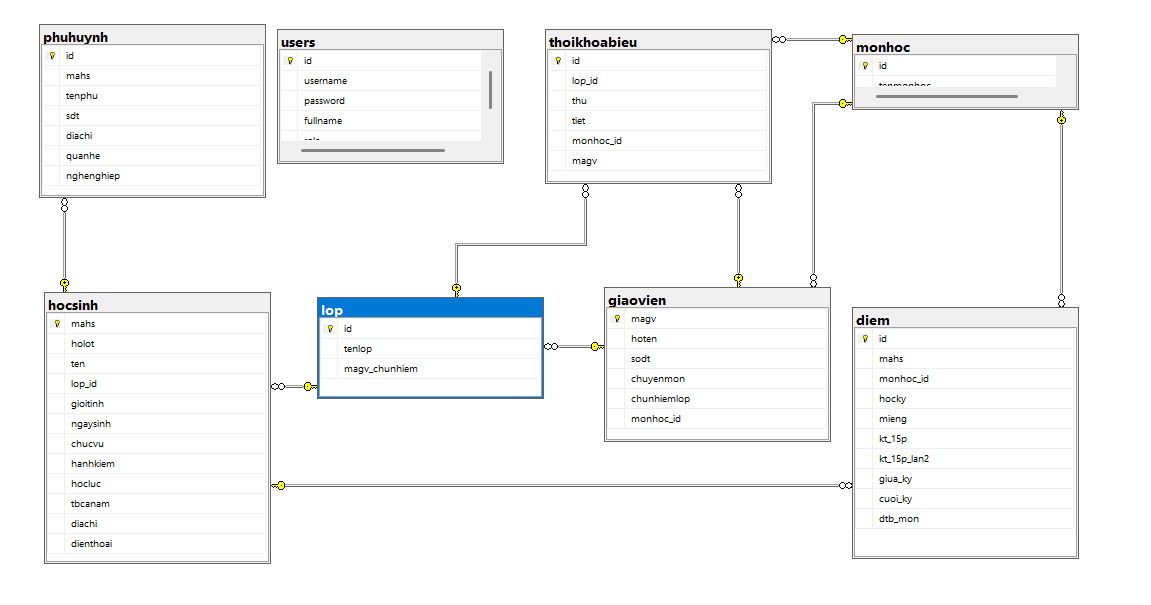 phuhuynh
id
mahs
tenphu
sdt
diachi
quanhe
nghenghiep
users
id
username
password
fullname
thoikhoabieu
id
lop_id
thu
tiet
monhoc_id
magv
monhoc
id
tenmonhoc
hocsinh
mahs
holot
ten
lop_id
gioitinh
ngaysinh
chucvu
hanhkiem
hocluc
tbcanam
diachi
dienthoai
lop
id
tenlop
magv_chunhiem
giaovien
magv
hoten
sodt
chuyenmon
chunhiemlop
monhoc_id
diem
id
mahs
monhoc_id
hocky
mieng
kt_15p
kt_15p_lan2
giua_ky
cuoi_ky
dtb_mon